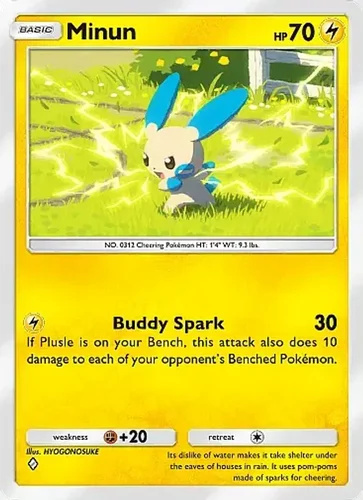 BASIC Minun HP 70
NO. 0312 Cheering Pokémon HT: 1'4" WT: 9.3 lbs.
Buddy Spark 30
If Plusle is on your Bench, this attack also does 10
damage to each of your opponent's Benched Pokémon.
weakness +20 retreat
Illus. HYOGONOSUKE
Its dislike of water makes it take shelter under
the eaves of houses in rain. It uses pom-poms
made of sparks for cheering.